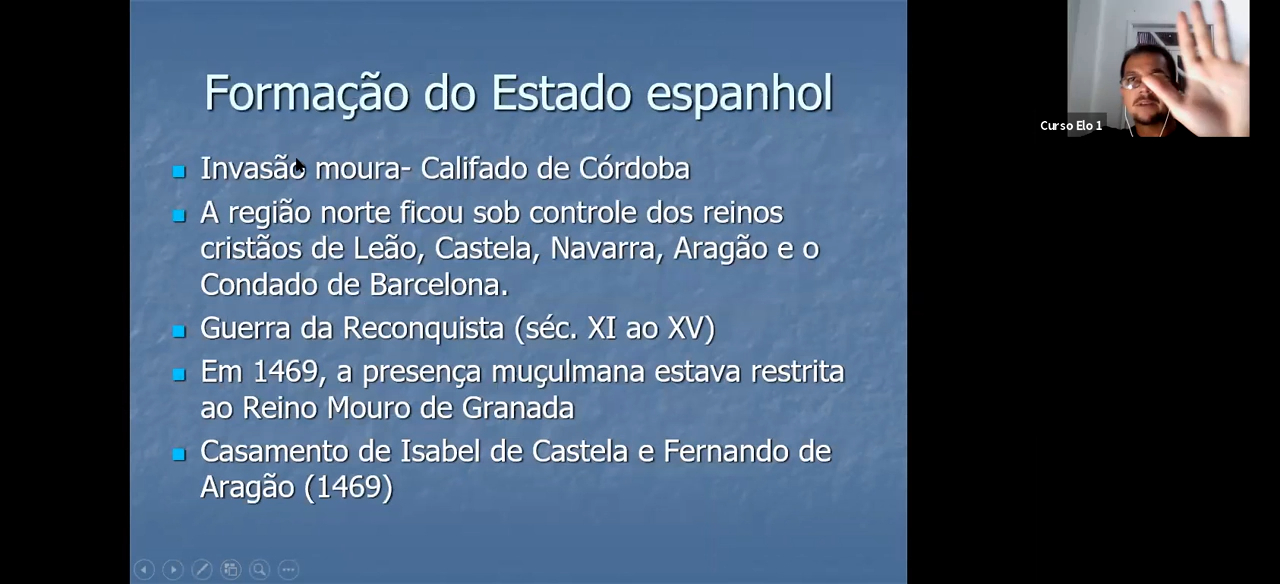 Formação do Estado espanhol
Invasão moura- Califado de Córdoba
A região norte ficou sob controle dos reinos
cristãos de Leão, Castela, Navarra, Aragão e o
Condado de Barcelona.
Guerra da Reconquista (séc. XI ao XV)
Em 1469, a presença muçulmana estava restrita
ao Reino Mouro de Granada
Casamento de Isabel de Castela e Fernando de
Aragão (1469)
Curso Elo 1